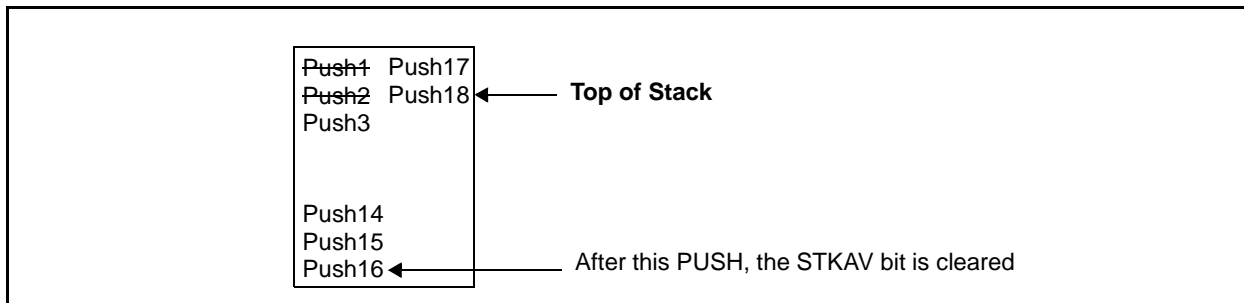 Push1 Push17
Push2 Push18 Top of Stack
Push3
Push14
Push15
Push16 After this PUSH, the STKAV bit is cleared